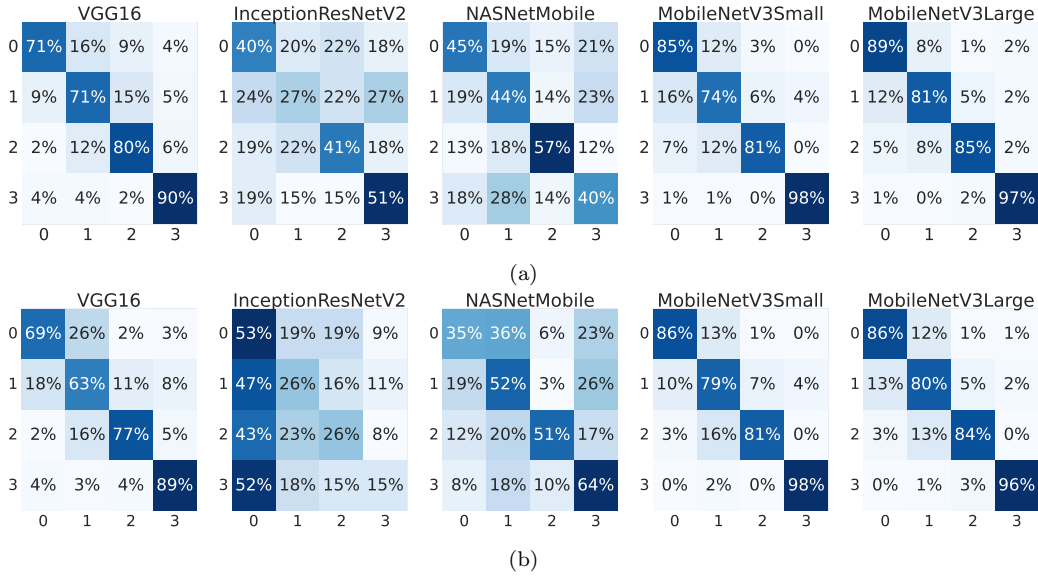 VGG16 InceptionResNetV2 NASNetMobile MobileNetV3Small MobileNetV3Large
0 71% 16% 9% 4% 40% 20% 22% 18% 45% 19% 15% 21% 0 85% 12% 3% 0% 0 89% 8% 1% 2%
1 9% 71% 15% 5% 24% 27% 22% 27% 19% 44% 14% 23% 1 16% 74% 6% 4% 1 12% 81% 5% 2%
2 2% 12% 80% 6% 2 19% 22% 41% 18% 2 13% 18% 57% 12% 2 7% 12% 81% 0% 2 5% 8% 85% 2%
3 4% 4% 2% 90% 3 19% 15% 15% 51% 3 18% 28% 14% 40% 3 1% 1% 0% 98% 3 1% 0% 2% 97%
0 1 2 3 0 1 2 3 0 1 2 3 0 1 2 3 0 1 2 3
(a)
VGG16 InceptionResNetV2 NASNetMobile MobileNetV3Small MobileNetV3Large
0 69% 26% 2% 3% 0 53% 19% 19% 9% 0 35% 36% 6% 23% 0 86% 13% 1% 0% 0 86% 12% 1% 1%
1 18% 63% 11% 8% 1 47% 26% 16% 11% 1 19% 52% 3% 26% 1 10% 79% 7% 4% 1 13% 80% 5% 2%
2 2% 16% 77% 5% 2 43% 23% 26% 8% 2 12% 20% 51% 17% 2 3% 16% 81% 0% 2 3% 13% 84% 0%
3 4% 3% 4% 89% 3 52% 18% 15% 15% 3 8% 18% 10% 64% 3 0% 2% 0% 98% 3 0% 1% 3% 96%
0 1 2 3 0 1 2 3 0 1 2 3 0 1 2 3 0 1 2 3
(b)